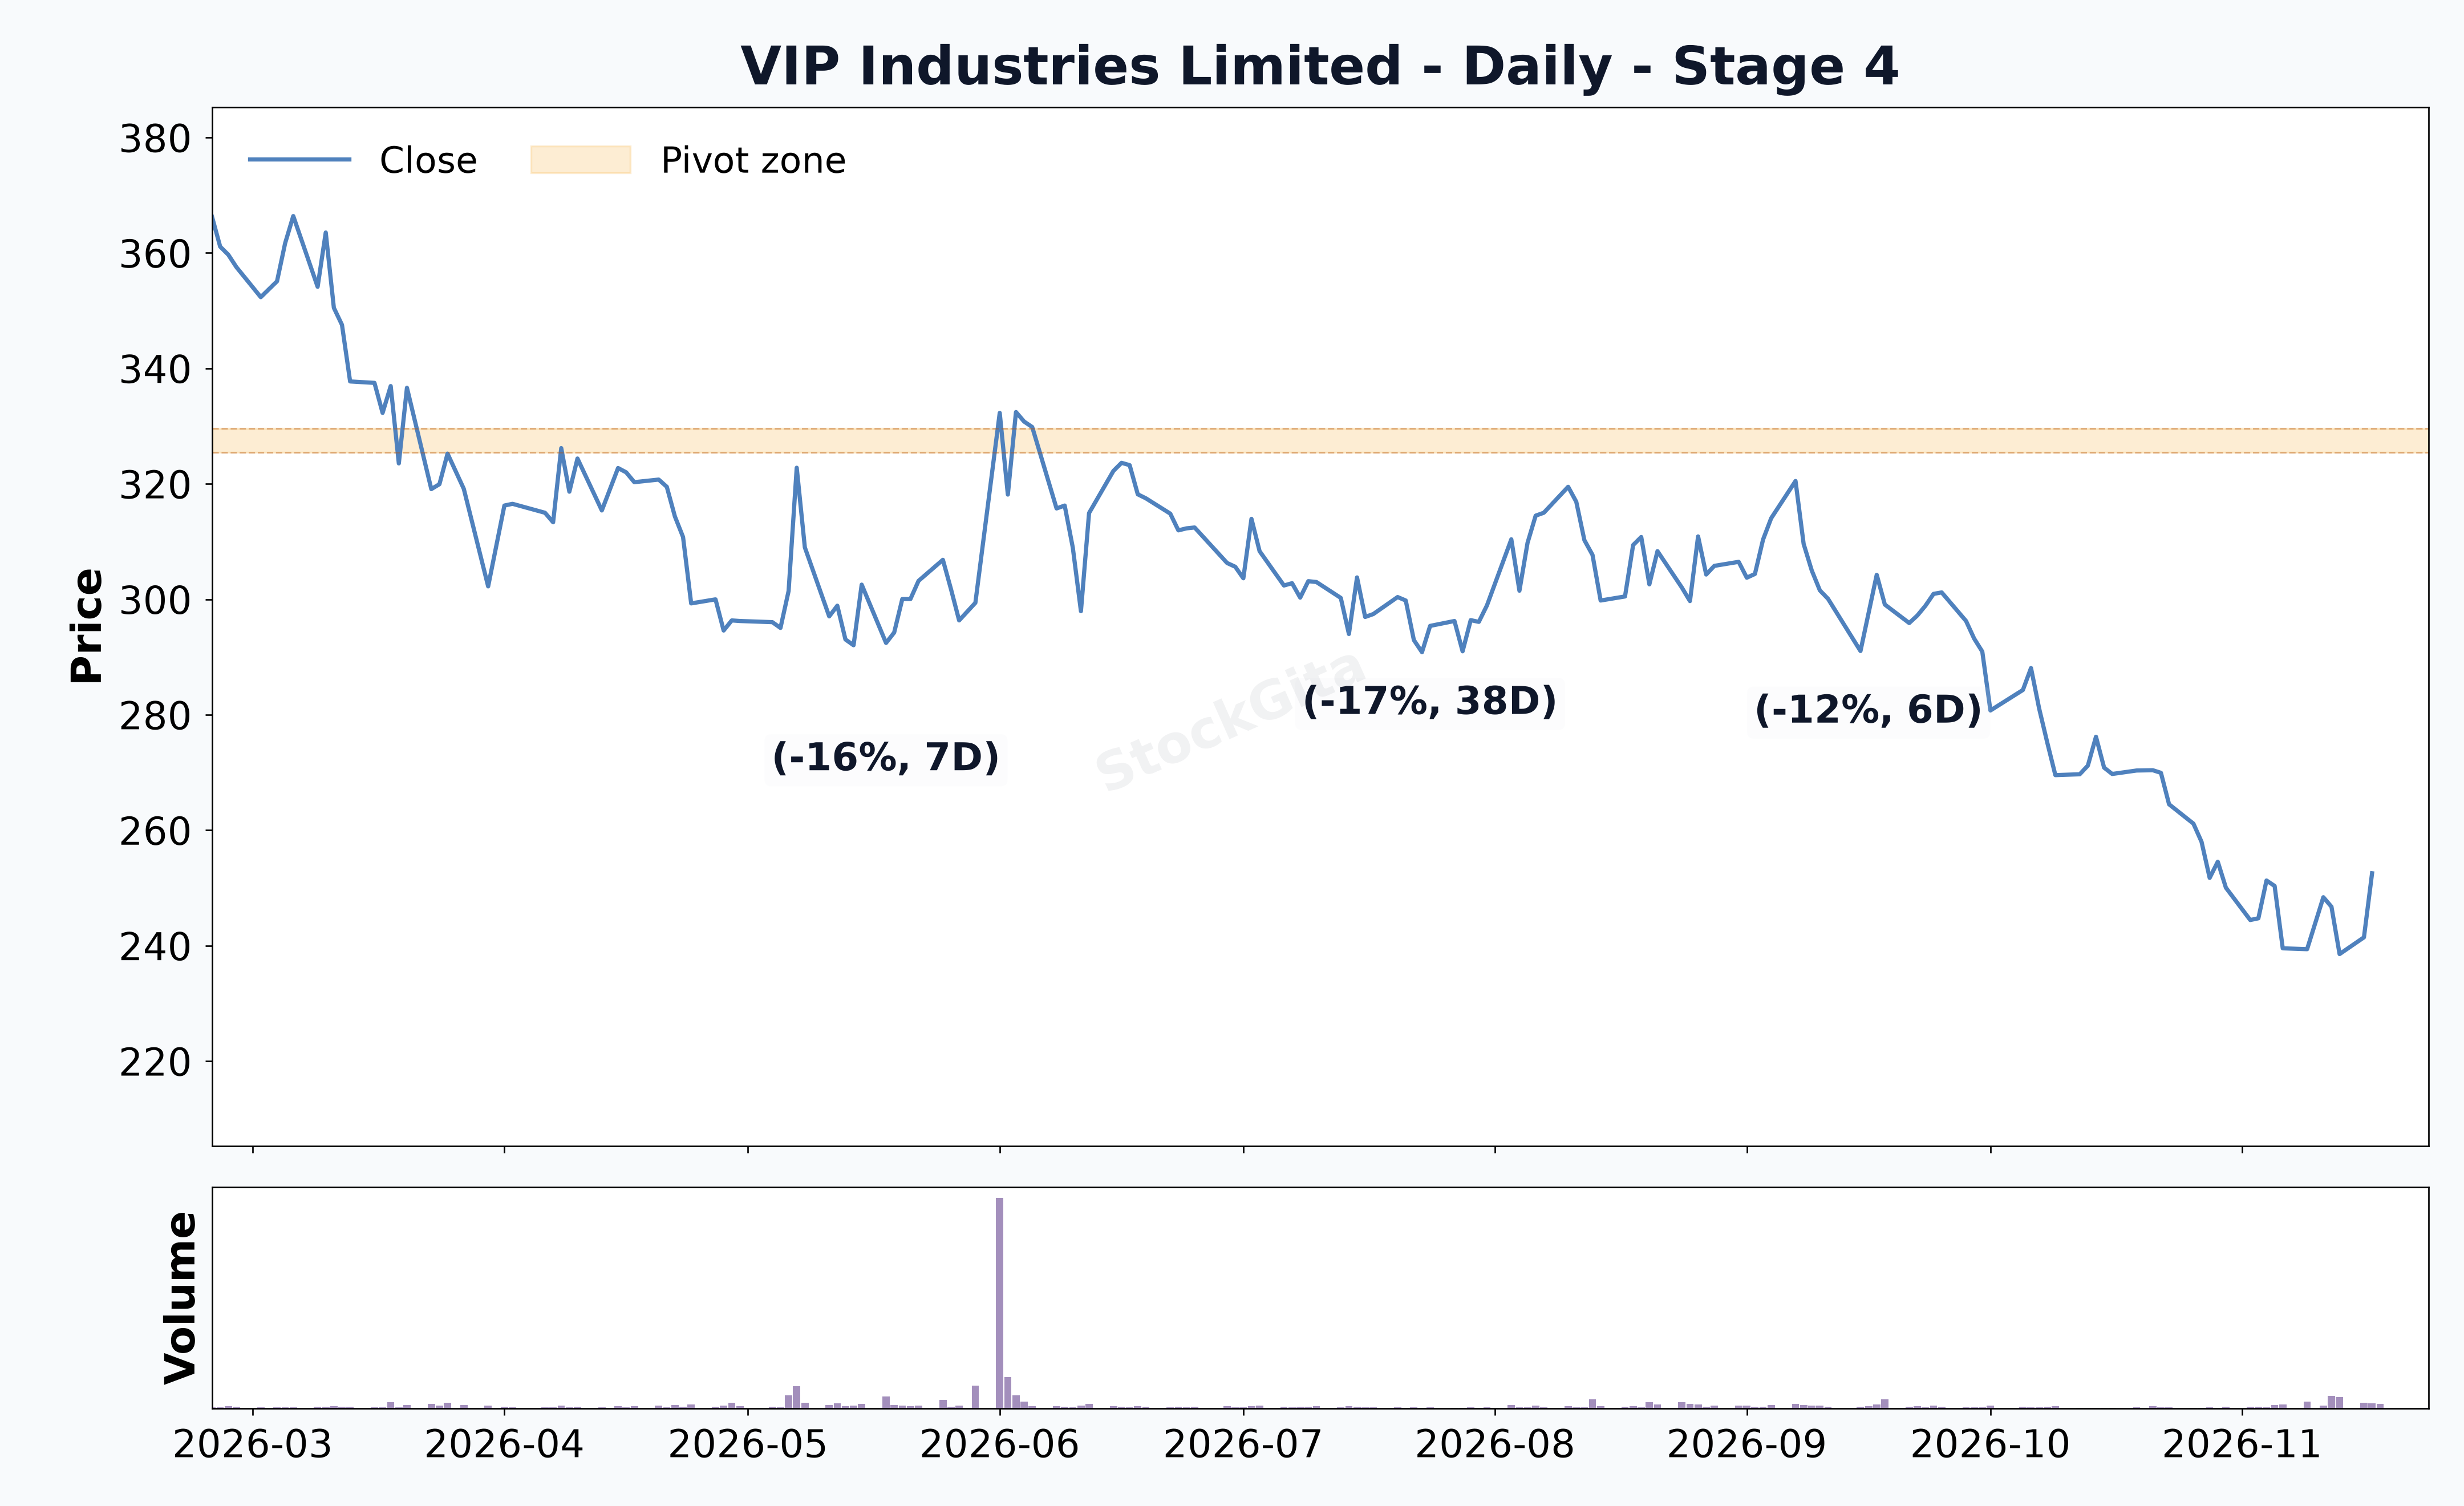 VIP Industries Limited - Daily - Stage 4
Close
Pivot zone
380
360
340
320
300
280
260
240
220
Price
(-16%, 7D)
StockGita
(-17%, 38D)
(-12%, 6D)
Volume
2026-03
2026-04
2026-05
2026-06
2026-07
2026-08
2026-09
2026-10
2026-11